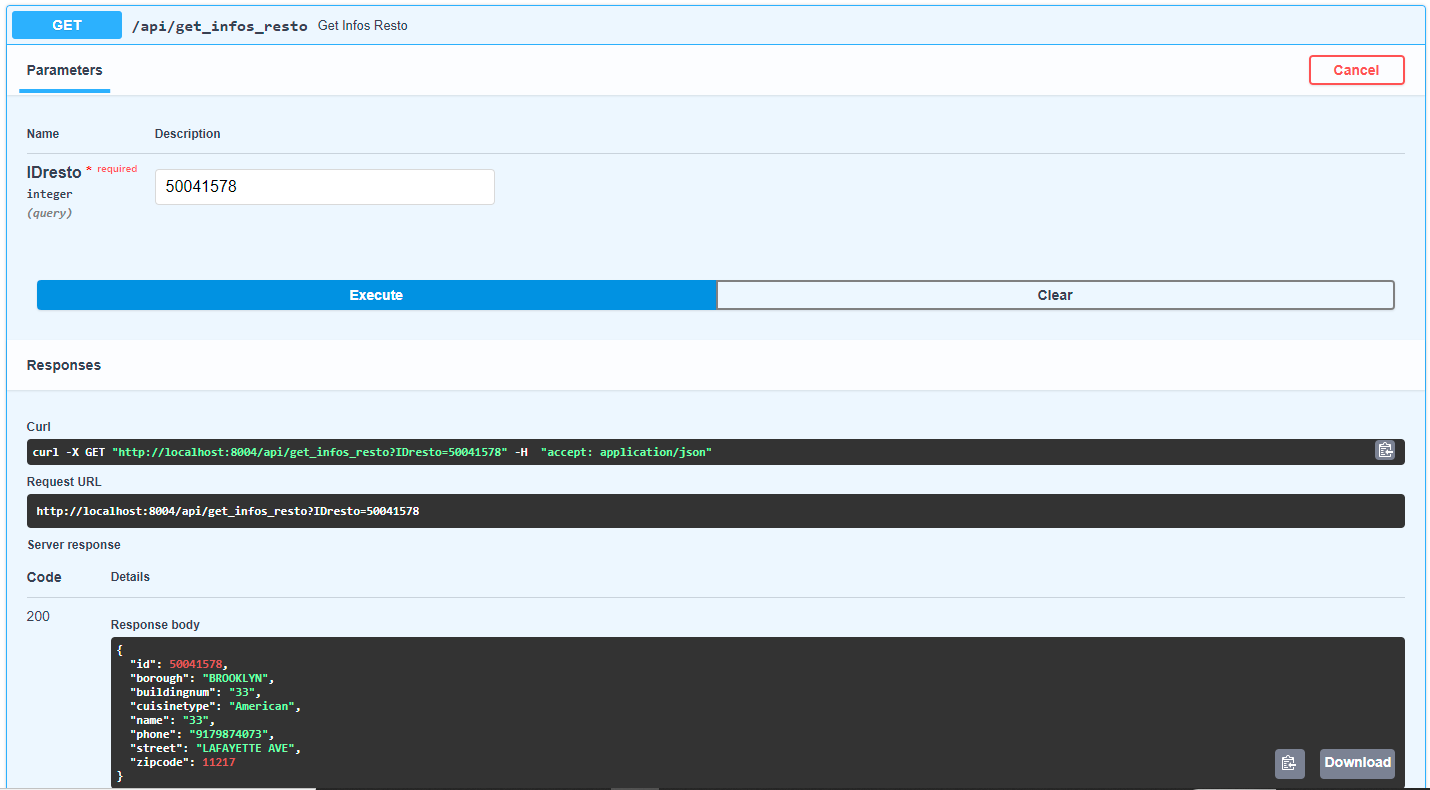 GET /api/get_infos_resto Get Infos Resto
Parameters Cancel
Name Description
IDresto * required
integer
(query)
50041578
Execute Clear
Responses
Curl
curl -X GET "http://localhost:8004/api/get_infos_resto?IDresto=50041578" -H  "accept: application/json"
Request URL
http://localhost:8004/api/get_infos_resto?IDresto=50041578
Server response
Code Details
200
Response body
{
  "id": 50041578,
  "borough": "BROOKLYN",
  "buildingnum": "33",
  "cuisinetype": "American",
  "name": "33",
  "phone": "9179874073",
  "street": "LAFAYETTE AVE",
  "zipcode": 11217
}
Download